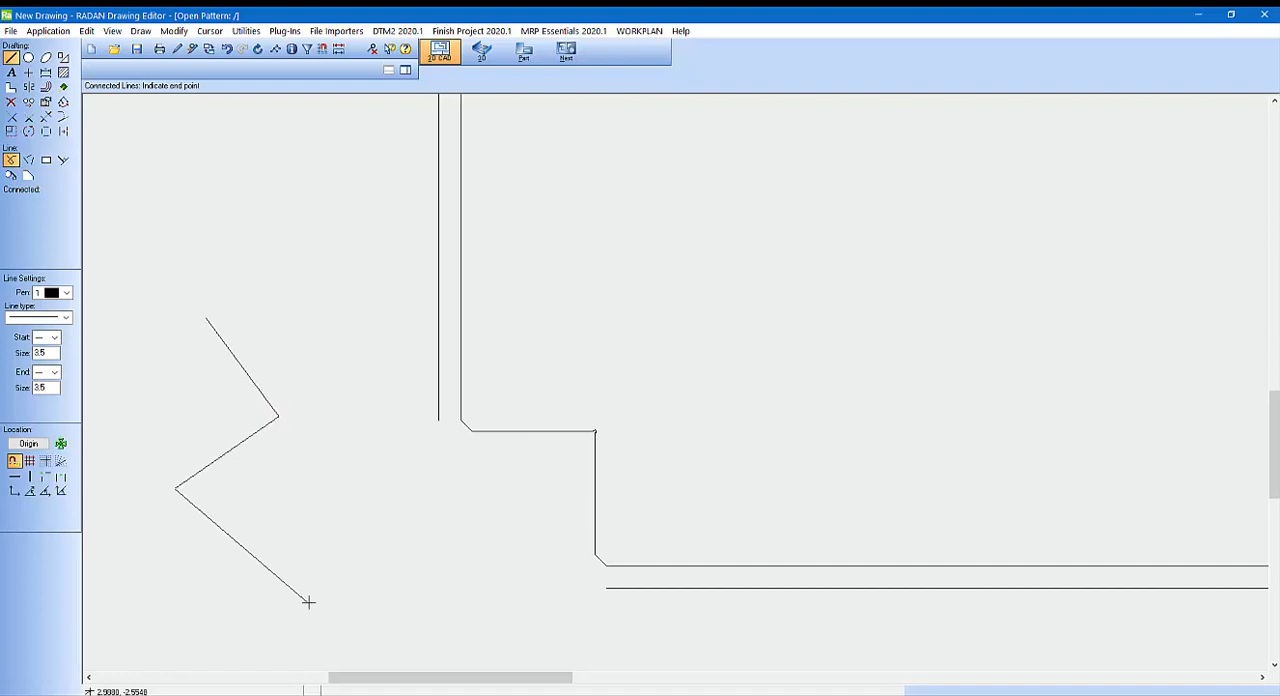 New Drawing - RADAN Drawing Editor - [Open Pattern: /]
File Application Edit View Draw Modify Cursor Utilities Plug-Ins File Importers DTM2 2020.1 Finish Project 2020.1 MRP Essentials 2020.1 WORKPLAN Help
Drafting:
2D CAD 3D Part Nest
Connected Lines: Indicate end point
Line:
Connected:
Line Settings:
Pen: 1
Line type:
Start:
Size: 3.5
End:
Size: 3.5
Location:
Origin
2.9080, -2.5548